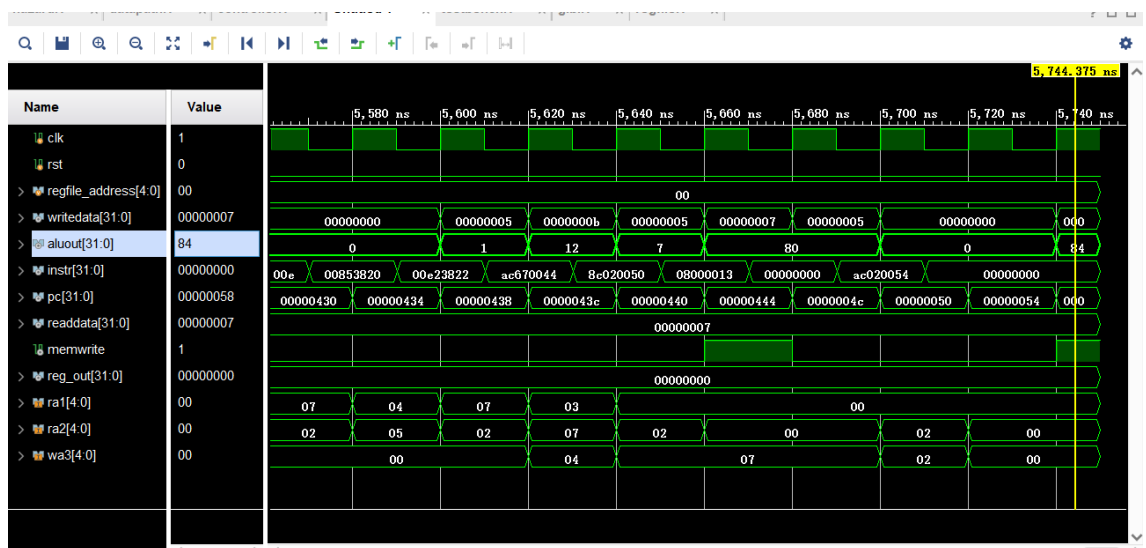 5,744.375 ns
Name Value
5,580 ns 5,600 ns 5,620 ns 5,640 ns 5,660 ns 5,680 ns 5,700 ns 5,720 ns 5,740 ns
clk 1
rst 0
regfile_address[4:0] 00 00
writedata[31:0] 00000007 00000000 00000005 0000000b 00000005 00000007 00000005 00000000 000
aluout[31:0] 84 0 1 12 7 80 0 84
instr[31:0] 00000000 00e 00853820 00e23822 ac670044 8c020050 08000013 00000000 ac020054 00000000
pc[31:0] 00000058 00000430 00000434 00000438 0000043c 00000440 00000444 0000004c 00000050 00000054 000
readdata[31:0] 00000007 00000007
memwrite 1
reg_out[31:0] 00000000 00000000
ra1[4:0] 00 07 04 07 03 00
ra2[4:0] 00 02 05 02 07 02 00 02 00
wa3[4:0] 00 00 04 07 02 00